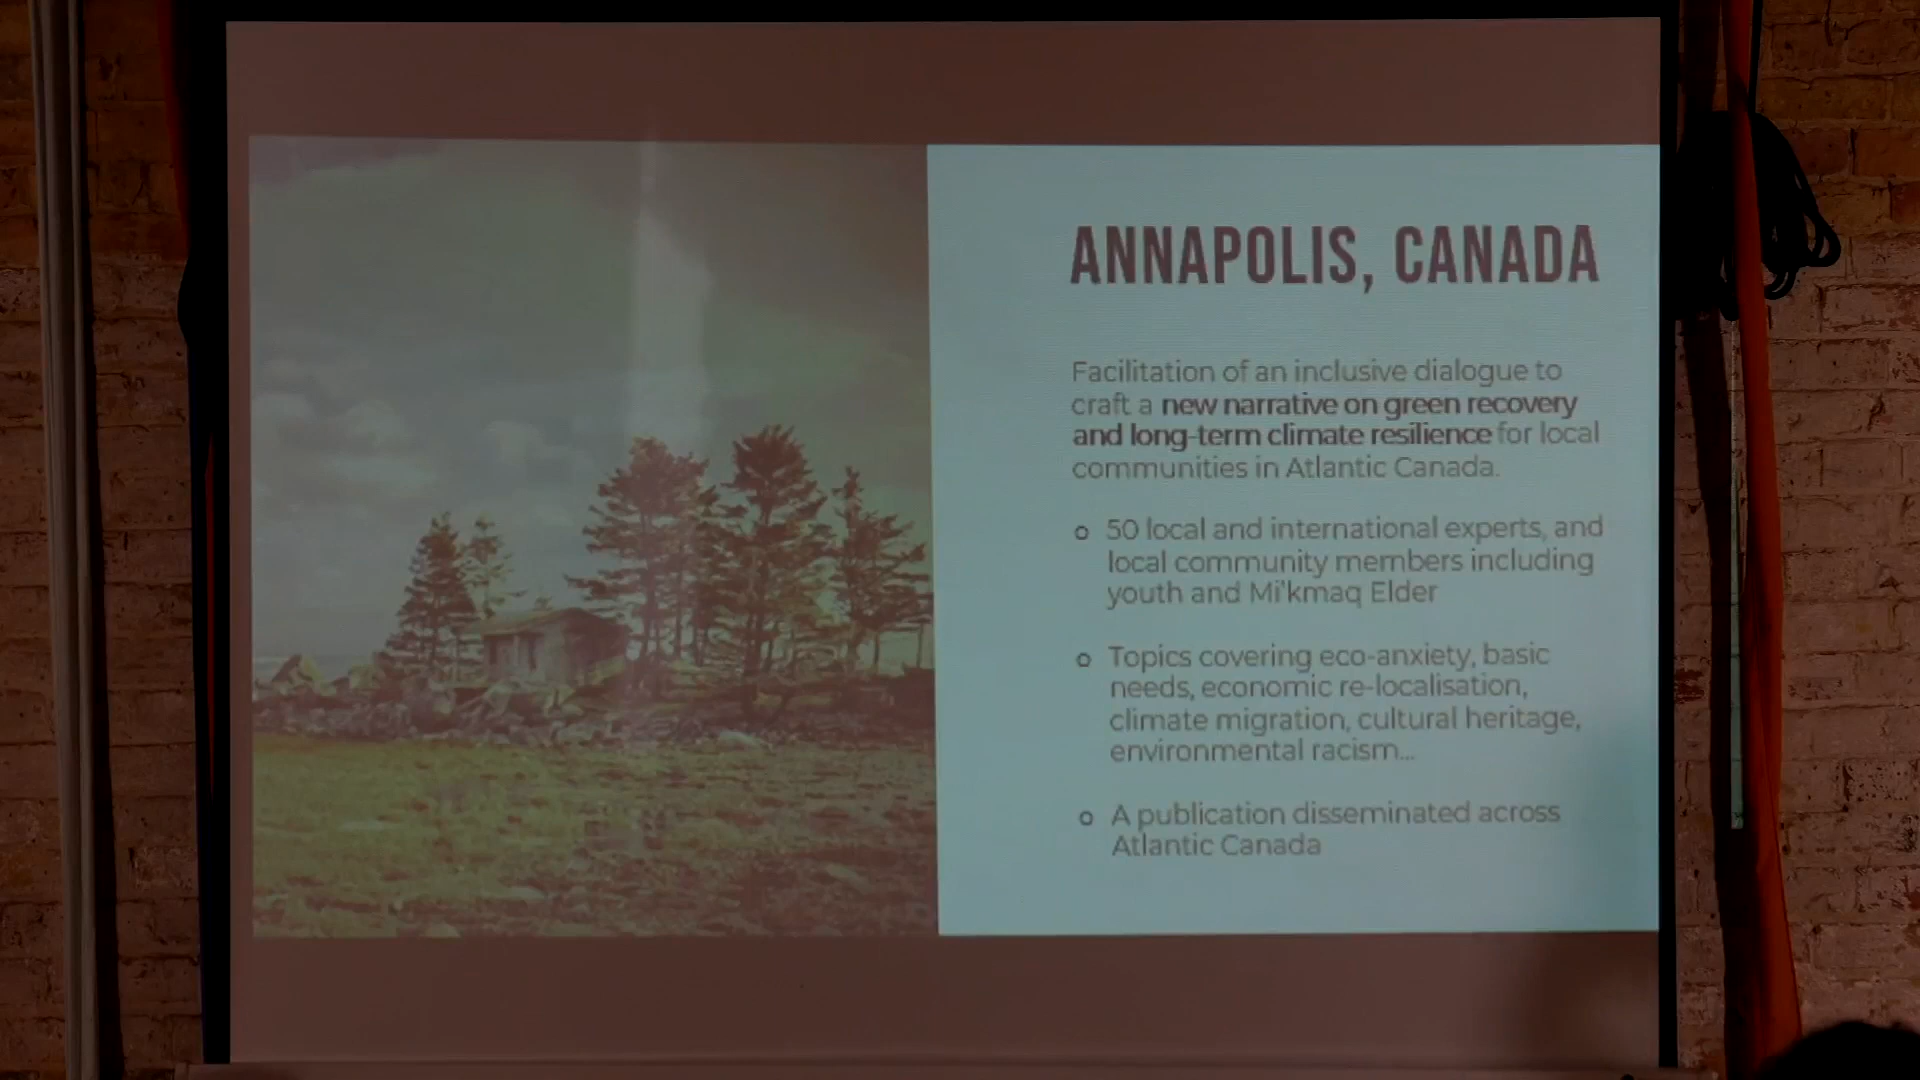 ANNAPOLIS, CANADA
Facilitation of an inclusive dialogue to
craft a new narrative on green recovery
and long-term climate resilience for local
communities in Atlantic Canada.
50 local and international experts, and
local community members including
youth and Mi'kmaq Elder
Topics covering eco-anxiety, basic
needs, economic re-localisation,
climate migration, cultural heritage,
environmental racism...
A publication disseminated across
Atlantic Canada